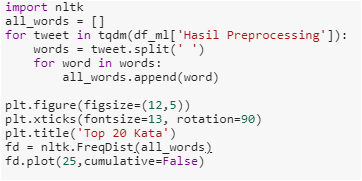 import nltk
all_words = []
for tweet in tqdm(df_ml['Hasil Preprocessing']):
    words = tweet.split(' ')
    for word in words:
        all_words.append(word)

plt.figure(figsize=(12,5))
plt.xticks(fontsize=13, rotation=90)
plt.title('Top 20 Kata')
fd = nltk.FreqDist(all_words)
fd.plot(25,cumulative=False)